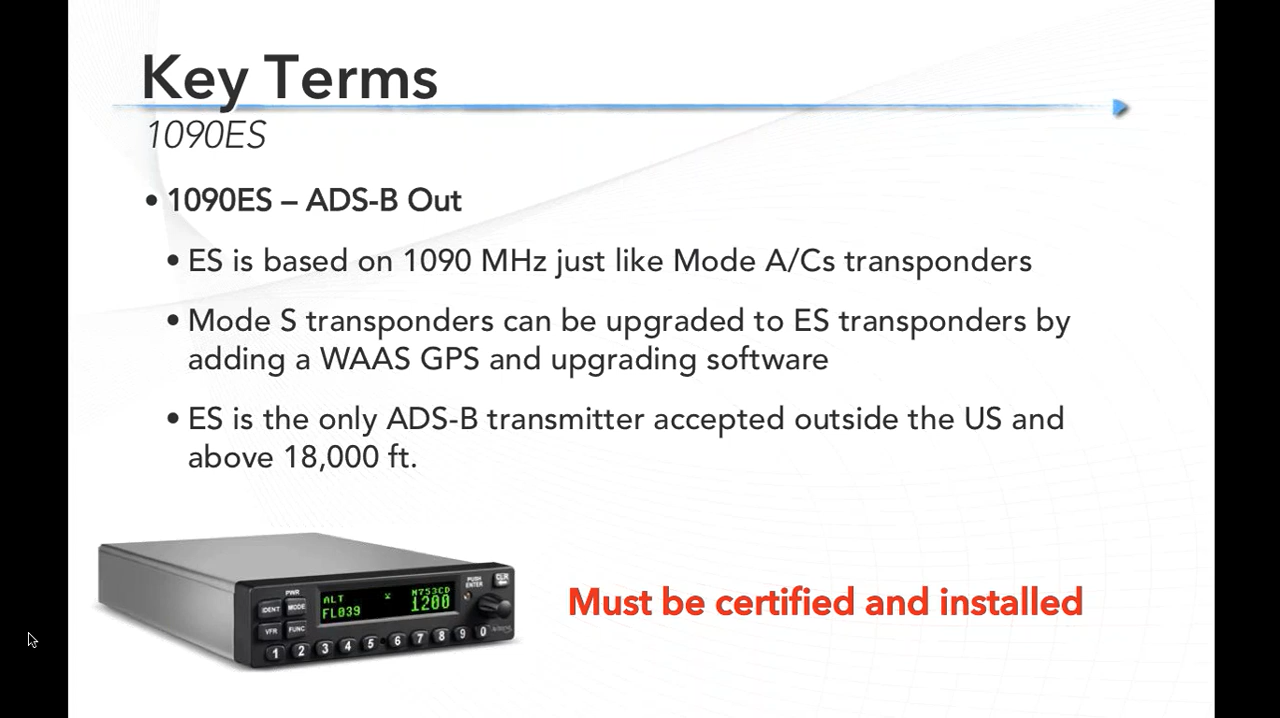 Key Terms
1090ES
• 1090ES – ADS-B Out
• ES is based on 1090 MHz just like Mode A/Cs transponders
• Mode S transponders can be upgraded to ES transponders by
adding a WAAS GPS and upgrading software
• ES is the only ADS-B transmitter accepted outside the US and
above 18,000 ft.
Must be certified and installed
PWR
IDENT MODE
VFR FUNC
ALT N753CD
FL039 1200
PUSH
ENTER
CLR
1 2 3 4 5 6 7 8 9 0